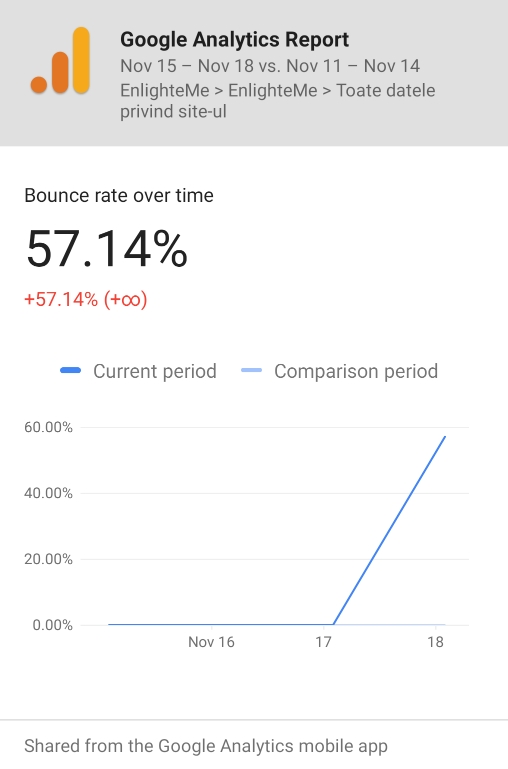 Google Analytics Report
Nov 15 – Nov 18 vs. Nov 11 – Nov 14
EnlighteMe > EnlighteMe > Toate datele
privind site-ul
Bounce rate over time
57.14%
+57.14% (+∞)
Current period
Comparison period
60.00%
40.00%
20.00%
0.00%
Nov 16
17
18
Shared from the Google Analytics mobile app